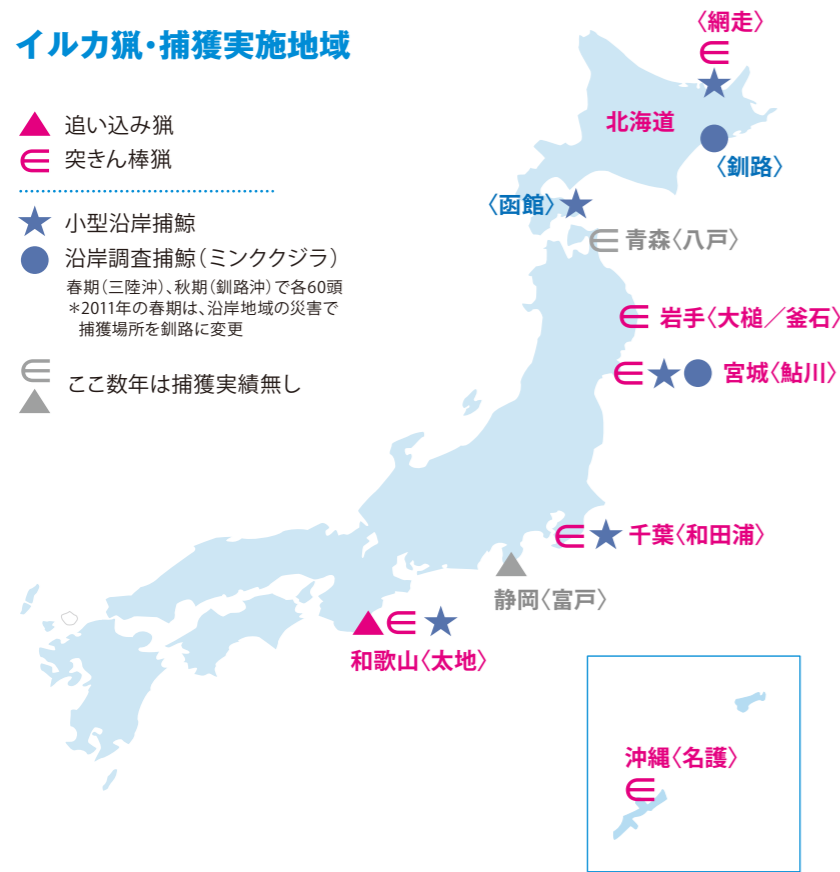 イルカ猟・捕獲実施地域
追い込み猟
突きん棒猟
小型沿岸捕鯨
沿岸調査捕鯨（ミンククジラ）
春期（三陸沖）、秋期（釧路沖）で各60頭
＊2011年の春期は、沿岸地域の災害で
捕獲場所を釧路に変更
ここ数年は捕獲実績無し
〈網走〉
北海道
〈釧路〉
〈函館〉
青森〈八戸〉
岩手〈大槌／釜石〉
宮城〈鮎川〉
千葉〈和田浦〉
静岡〈富戸〉
和歌山〈太地〉
沖縄〈名護〉